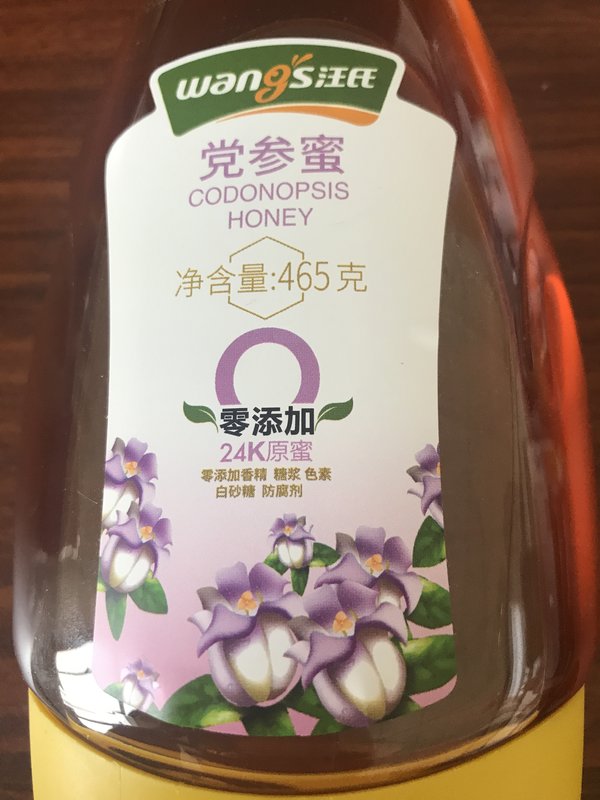 wang's汪氏
党参蜜
CODONOPSIS
HONEY
净含量:465克
零添加
24K原蜜
零添加香精 糖浆 色素
白砂糖 防腐剂